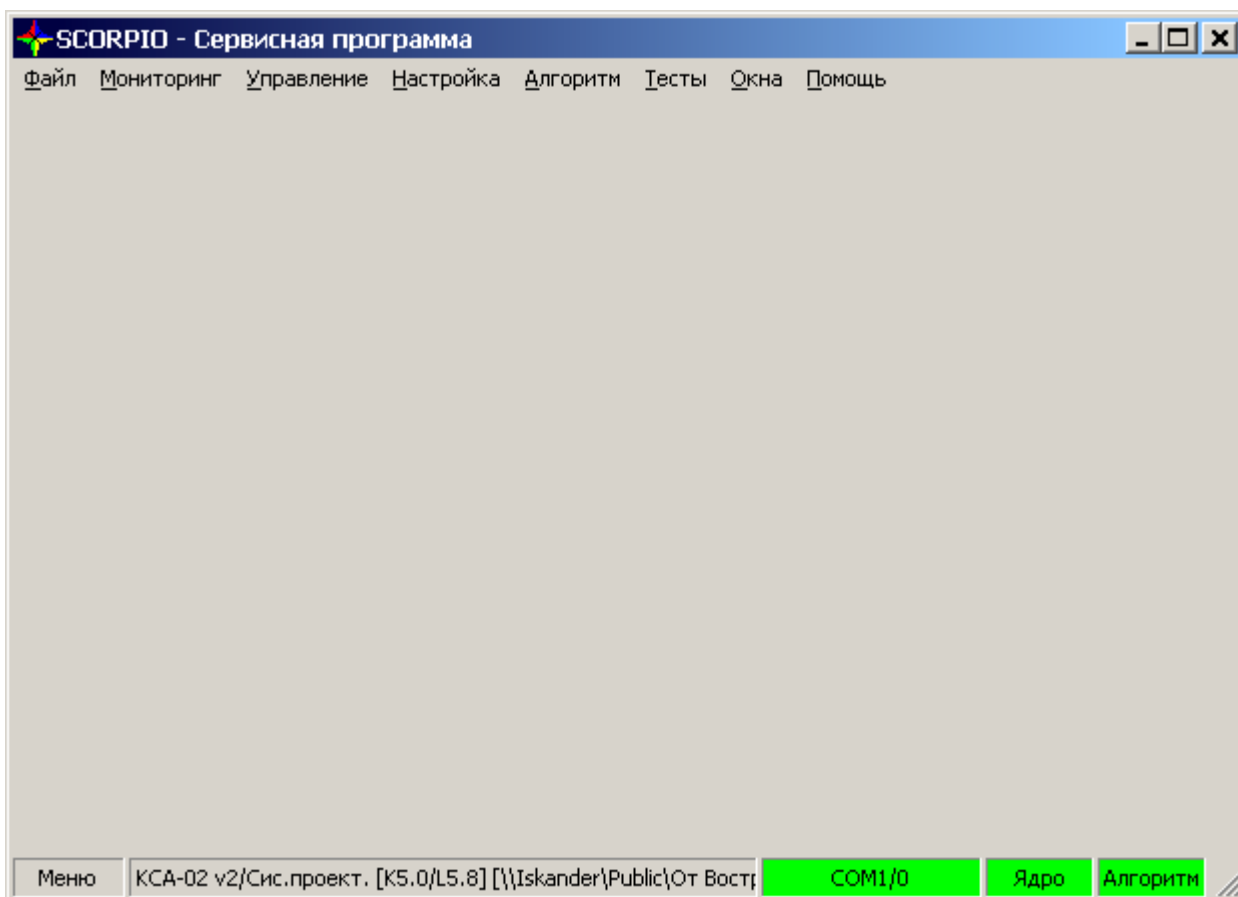 SCORPIO - Сервисная программа
Файл Мониторинг Управление Настройка Алгоритм Тесты Окна Помощь
Меню КСА-02 v2/Сис.проект. [K5.0/L5.8] [\\Iskander\Public\От Востр COM1/0 Ядро Алгоритм